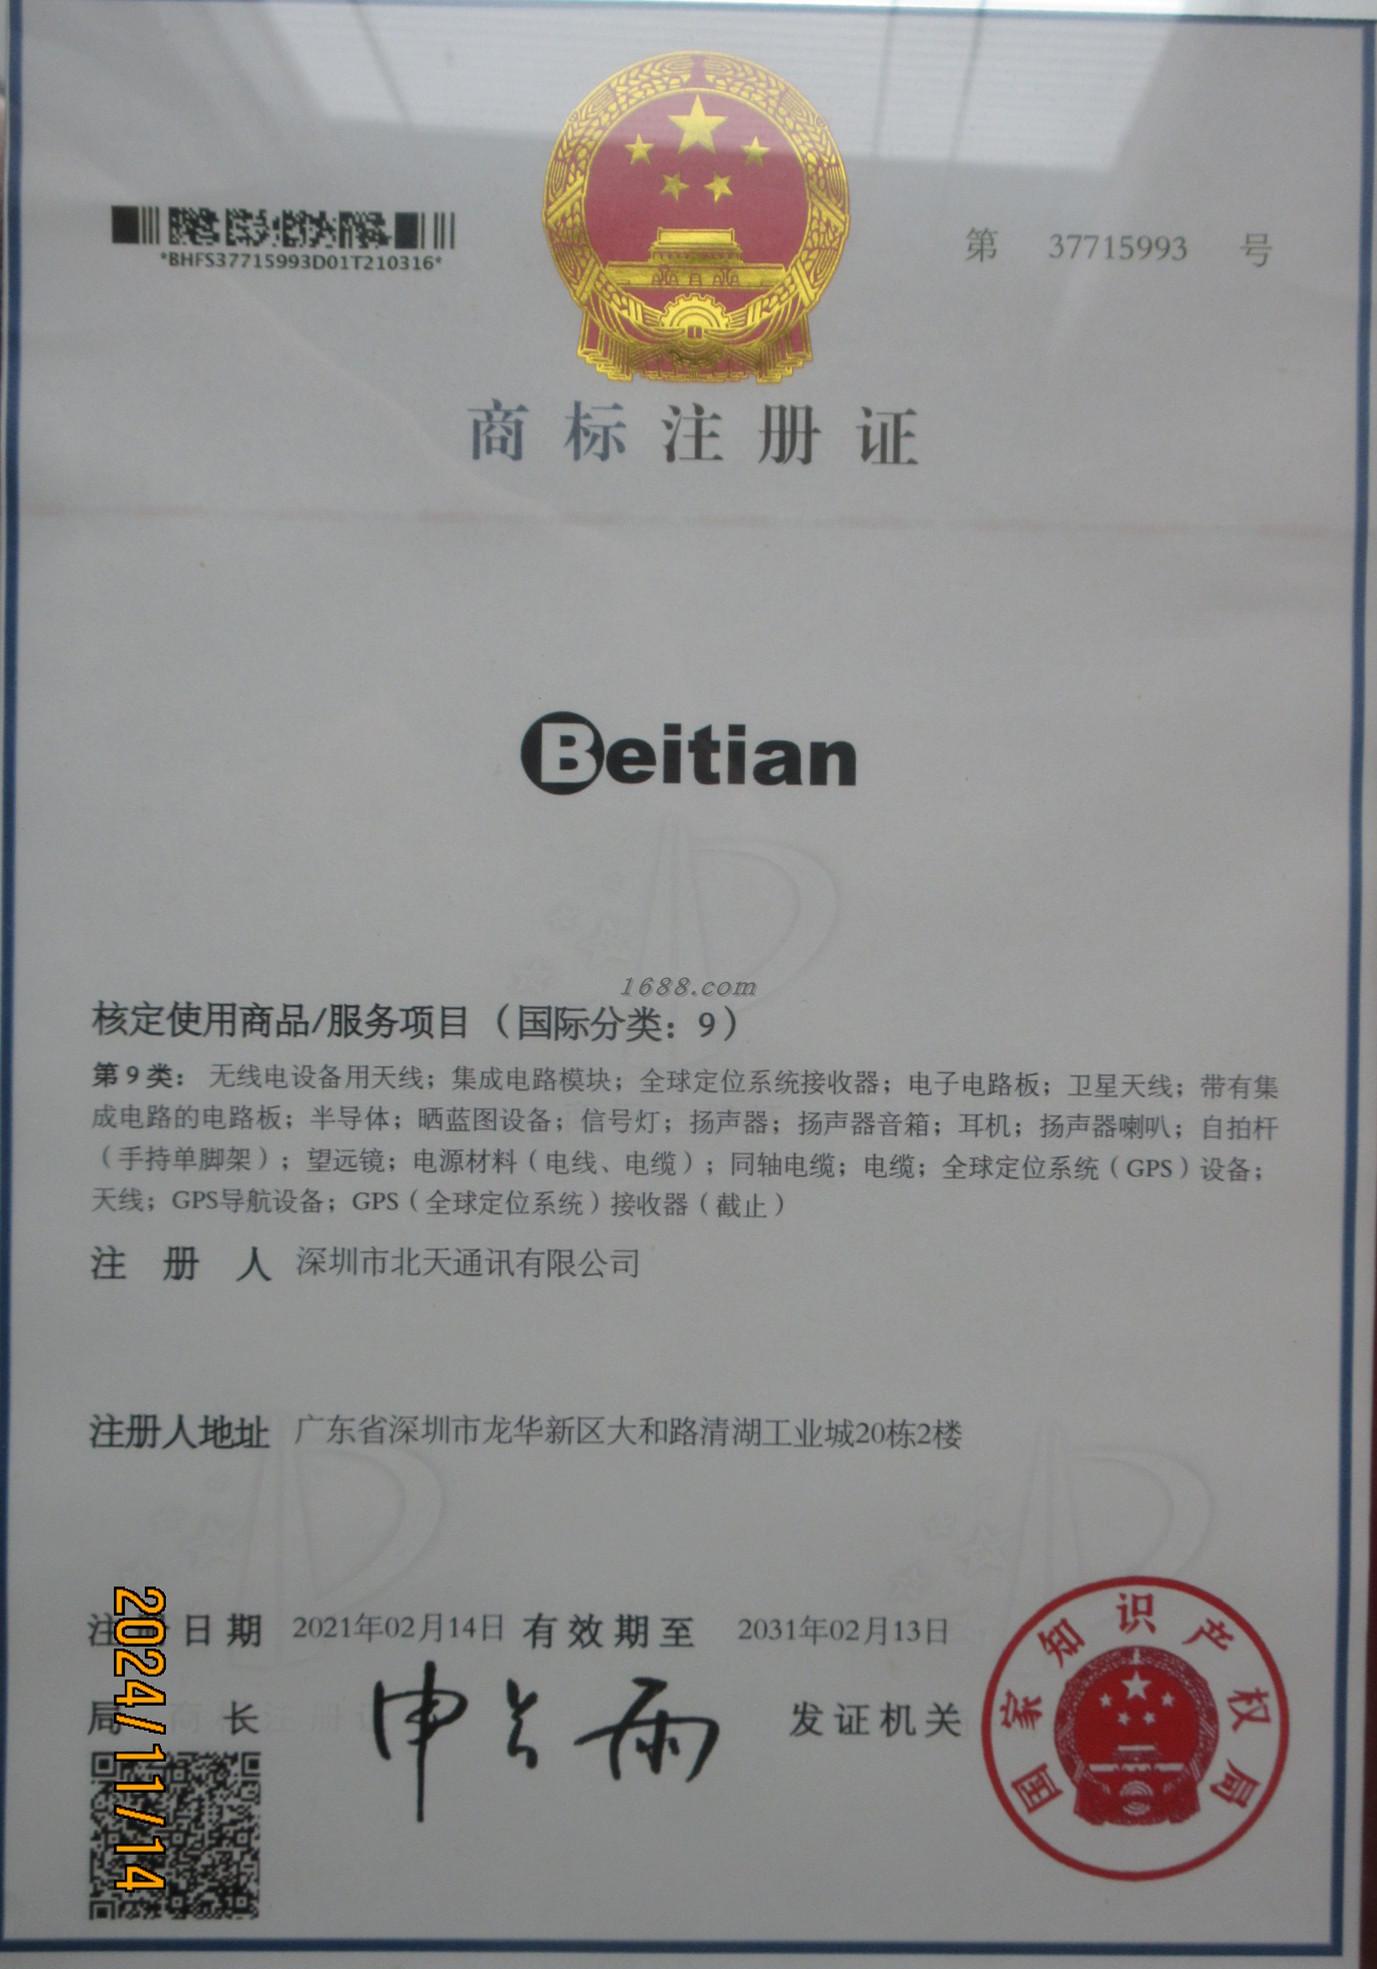 *BHFS37715993D01T210316*
第 37715993 号
商标注册证
Beitian
1688.com
核定使用商品/服务项目（国际分类：9）
第9类：无线电设备用天线；集成电路模块；全球定位系统接收器；电子电路板；卫星天线；带有集
成电路的电路板；半导体；晒蓝图设备；信号灯；扬声器；扬声器音箱；耳机；扬声器喇叭；自拍杆
（手持单脚架）；望远镜；电源材料（电线、电缆）；同轴电缆；电缆；全球定位系统（GPS）设备；
天线；GPS导航设备；GPS（全球定位系统）接收器（截止）
注册人 深圳市北天通讯有限公司
注册人地址 广东省深圳市龙华新区大和路清湖工业城20栋2楼
注册日期 2021年02月14日 有效期至 2031年02月13日
局长 申长雨 发证机关
国家知识产权局
2024/11/14